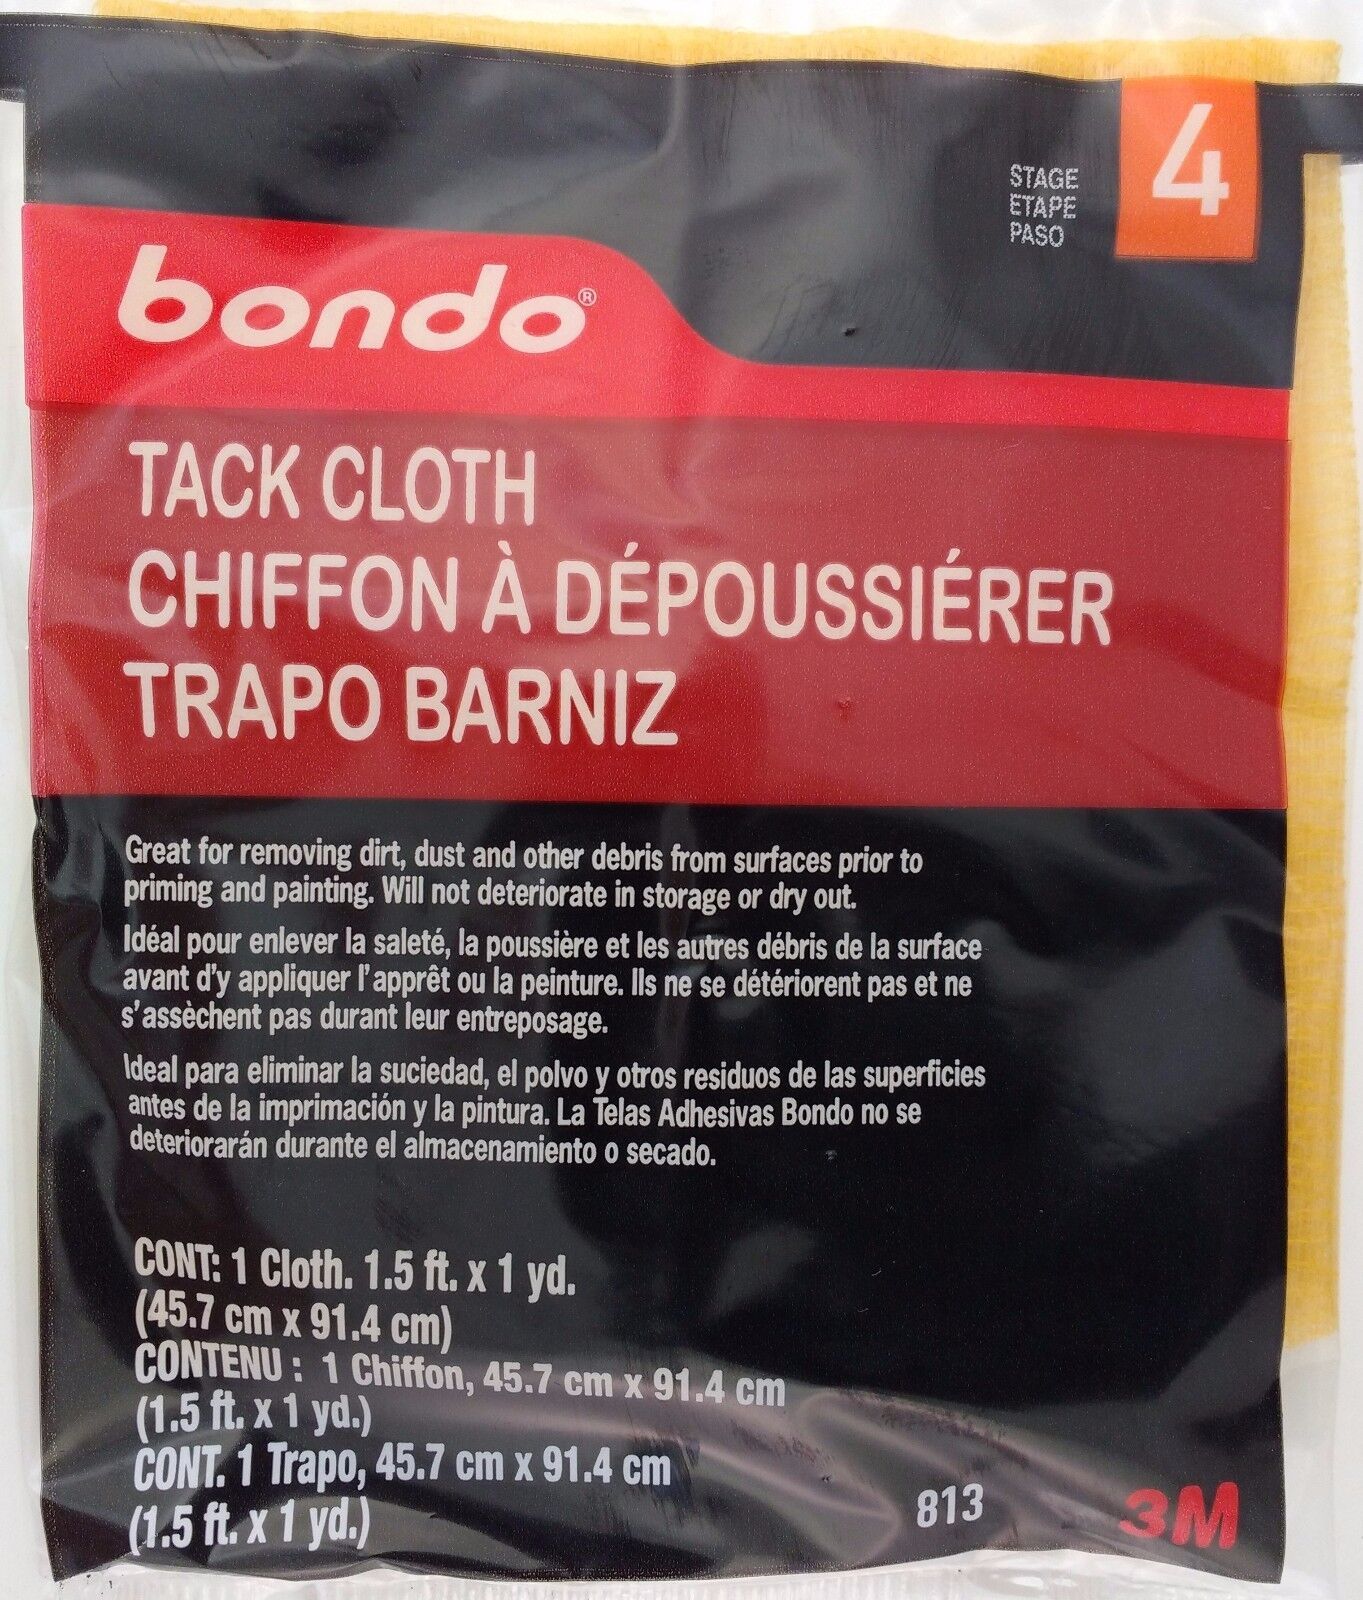 4
STAGE
ETAPE
PASO
bondo®
TACK CLOTH
CHIFFON À DÉPOUSSIÉRER
TRAPO BARNIZ
Great for removing dirt, dust and other debris from surfaces prior to
priming and painting. Will not deteriorate in storage or dry out.
Idéal pour enlever la saleté, la poussière et les autres débris de la surface
avant d'y appliquer l'apprêt ou la peinture. Ils ne se détériorent pas et ne
s'assèchent pas durant leur entreposage.
Ideal para eliminar la suciedad, el polvo y otros residuos de las superficies
antes de la imprimación y la pintura. La Telas Adhesivas Bondo no se
deteriorarán durante el almacenamiento o secado.
CONT: 1 Cloth. 1.5 ft. x 1 yd.
(45.7 cm x 91.4 cm)
CONTENU : 1 Chiffon, 45.7 cm x 91.4 cm
(1.5 ft. x 1 yd.)
CONT. 1 Trapo, 45.7 cm x 91.4 cm
(1.5 ft. x 1 yd.)
813
3M